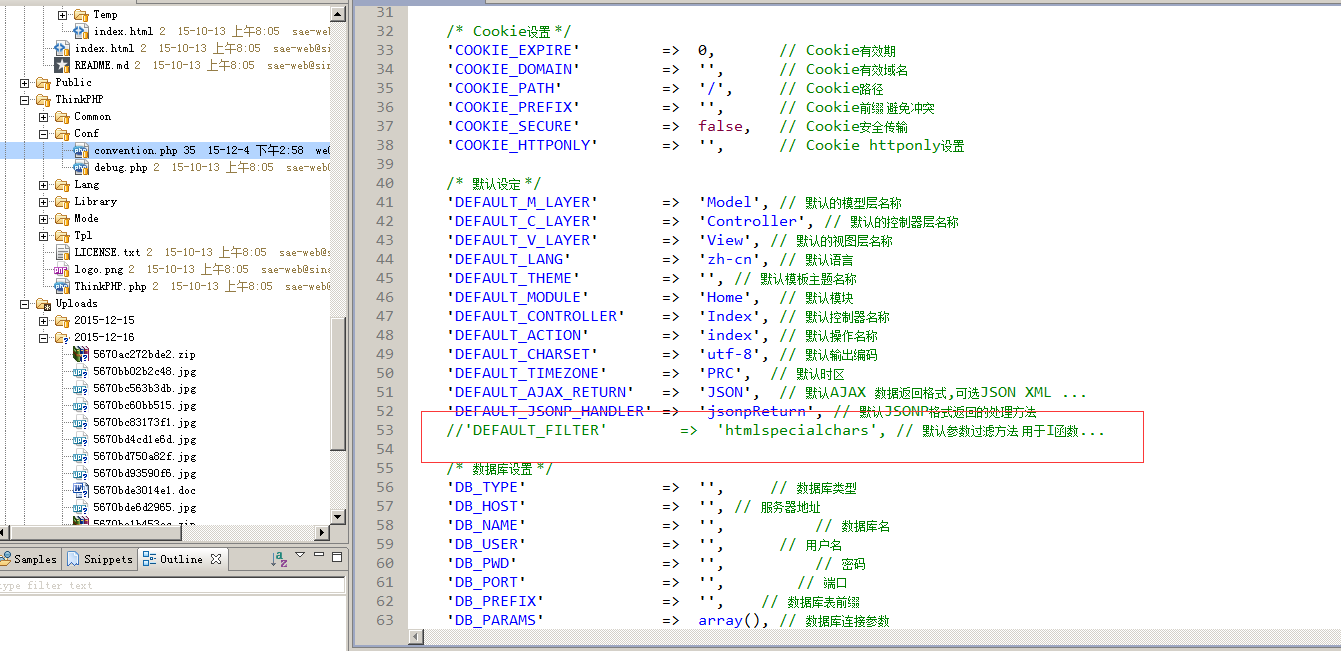 Temp
index.html 2 15-10-13 上午8:05 sae-web
index.html 2 15-10-13 上午8:05 sae-web@si
README.md 2 15-10-13 上午8:05 sae-web@sin
Public
ThinkPHP
Common
Conf
convention.php 35 15-12-4 下午2:58 we
debug.php 2 15-10-13 上午8:05 sae-web
Lang
Library
Mode
Tpl
LICENSE.txt 2 15-10-13 上午8:05 sae-web@
logo.png 2 15-10-13 上午8:05 sae-web@sina
ThinkPHP.php 2 15-10-13 上午8:05 sae-web@
Uploads
2015-12-15
2015-12-16
5670ac272bde2.zip
5670bb02b2c48.jpg
5670bc563b3db.jpg
5670bc60bb515.jpg
5670bc83173f1.jpg
5670bd4cd1e6d.jpg
5670bd750a82f.jpg
5670bd93590f6.jpg
5670bde3014e1.doc
5670bde6d2965.jpg
Samples Snippets Outline
type filter text
31
32 /* Cookie设置 */
33 'COOKIE_EXPIRE' => 0, // Cookie有效期
34 'COOKIE_DOMAIN' => '', // Cookie有效域名
35 'COOKIE_PATH' => '/', // Cookie路径
36 'COOKIE_PREFIX' => '', // Cookie前缀 避免冲突
37 'COOKIE_SECURE' => false, // Cookie安全传输
38 'COOKIE_HTTPONLY' => '', // Cookie httponly设置
39
40 /* 默认设定 */
41 'DEFAULT_M_LAYER' => 'Model', // 默认的模型层名称
42 'DEFAULT_C_LAYER' => 'Controller', // 默认的控制器层名称
43 'DEFAULT_V_LAYER' => 'View', // 默认的视图层名称
44 'DEFAULT_LANG' => 'zh-cn', // 默认语言
45 'DEFAULT_THEME' => '', // 默认模板主题名称
46 'DEFAULT_MODULE' => 'Home', // 默认模块
47 'DEFAULT_CONTROLLER' => 'Index', // 默认控制器名称
48 'DEFAULT_ACTION' => 'index', // 默认操作名称
49 'DEFAULT_CHARSET' => 'utf-8', // 默认输出编码
50 'DEFAULT_TIMEZONE' => 'PRC', // 默认时区
51 'DEFAULT_AJAX_RETURN' => 'JSON', // 默认AJAX 数据返回格式,可选JSON XML ...
52 'DEFAULT_JSONP_HANDLER' => 'jsonpReturn', // 默认JSONP格式返回的处理方法
53 //'DEFAULT_FILTER' => 'htmlspecialchars', // 默认参数过滤方法 用于I函数...
54
55 /* 数据库设置 */
56 'DB_TYPE' => '', // 数据库类型
57 'DB_HOST' => '', // 服务器地址
58 'DB_NAME' => '', // 数据库名
59 'DB_USER' => '', // 用户名
60 'DB_PWD' => '', // 密码
61 'DB_PORT' => '', // 端口
62 'DB_PREFIX' => '', // 数据库表前缀
63 'DB_PARAMS' => array(), // 数据库连接参数